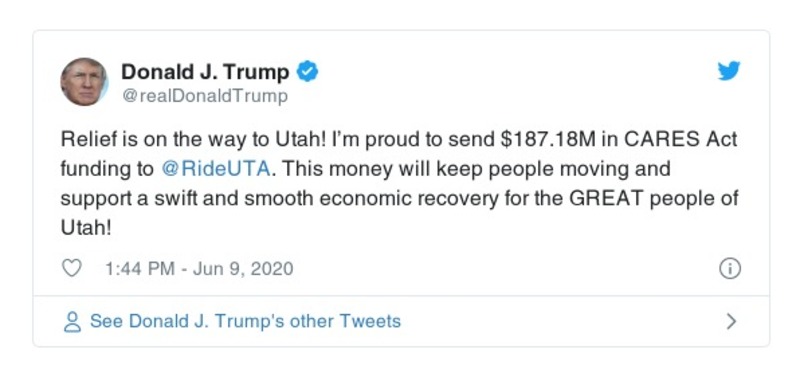 Donald J. Trump
@realDonaldTrump
Relief is on the way to Utah! I’m proud to send $187.18M in CARES Act
funding to @RideUTA. This money will keep people moving and
support a swift and smooth economic recovery for the GREAT people of
Utah!
1:44 PM - Jun 9, 2020
See Donald J. Trump's other Tweets